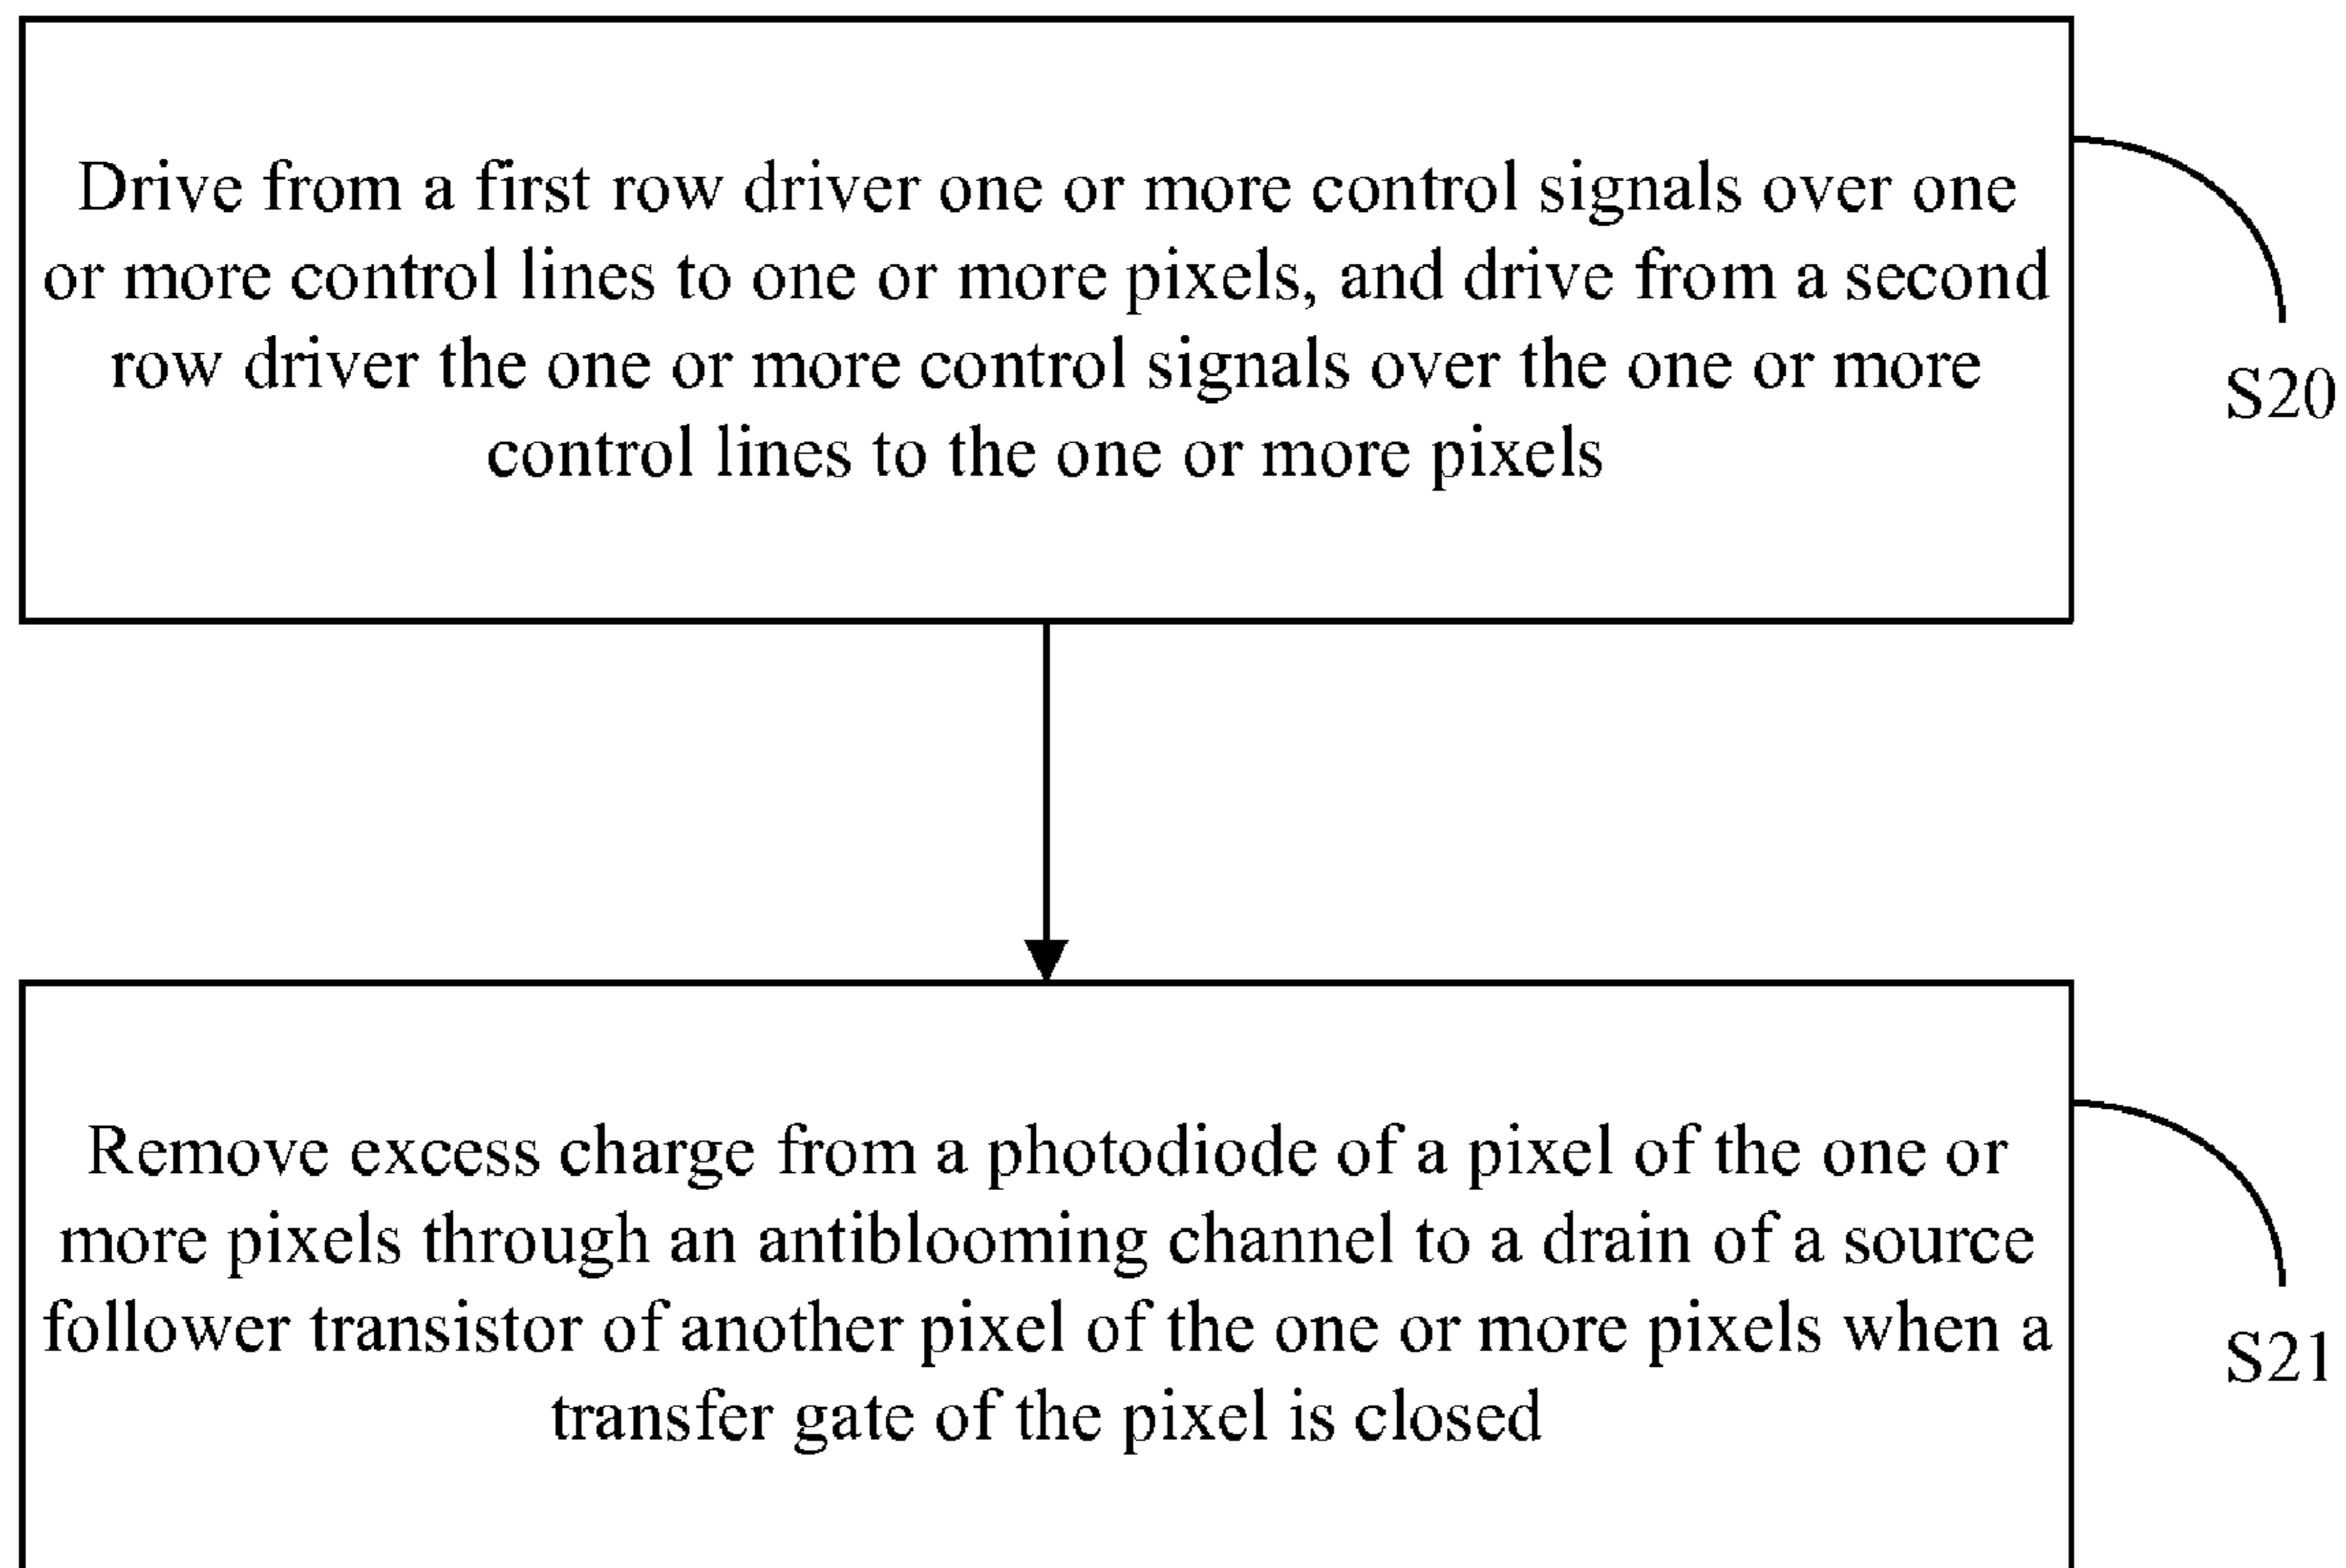 Drive from a first row driver one or more control signals over one
or more control lines to one or more pixels, and drive from a second
row driver the one or more control signals over the one or more
control lines to the one or more pixels
S20
Remove excess charge from a photodiode of a pixel of the one or
more pixels through an antiblooming channel to a drain of a source
follower transistor of another pixel of the one or more pixels when a
transfer gate of the pixel is closed
S21